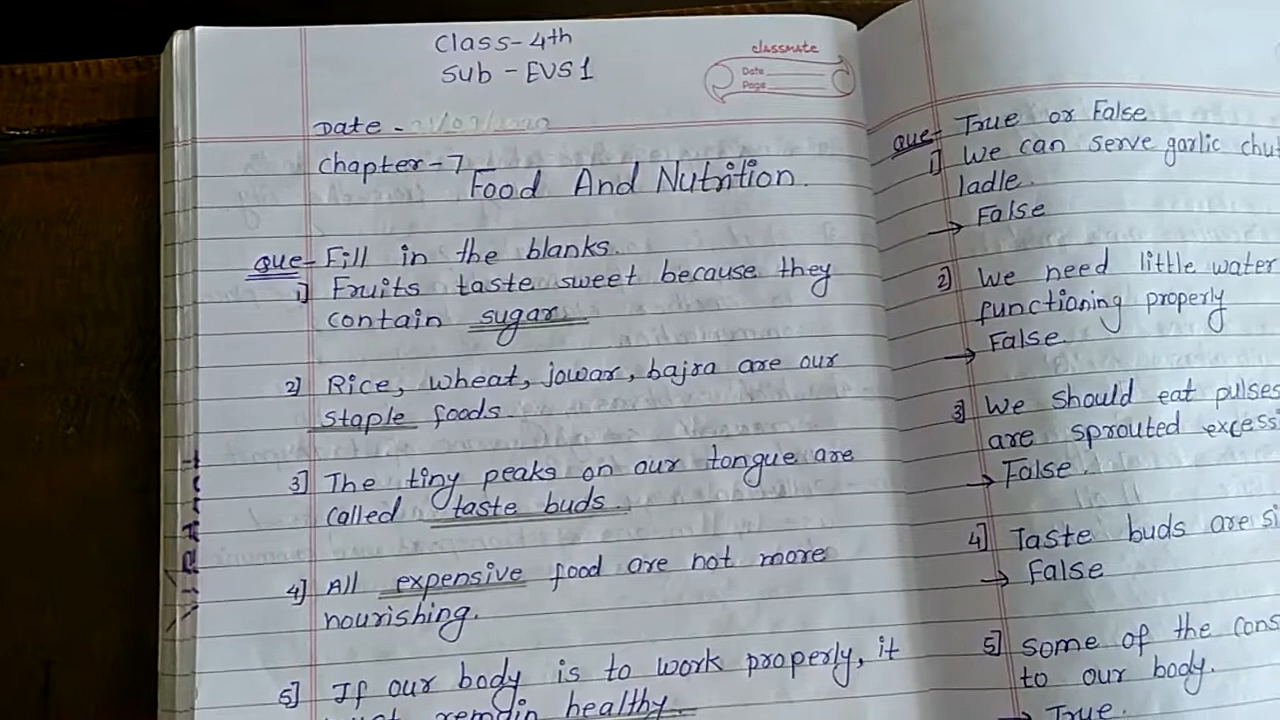 Class-4th
Sub - EVS1
classmate
Date
Page
Date -
Chapter-7
Food And Nutrition.
Que- Fill in the blanks.
1] Fruits taste sweet because they
contain sugar
2] Rice, wheat, jowar, bajra are our
staple foods.
3] The tiny peaks on our tongue are
called taste buds.
4] All expensive food are not more
nourishing.
5] If our body is to work properly, it
remain healthy.
Que- True or False
1] We can serve garlic
ladle.
→ False
2] We need little water
functioning properly
→ False.
3] We should eat pulses
are sprouted
→ False.
4] Taste buds are
→ False
5] Some of the
to our body.
→ True.
VIRAMAT